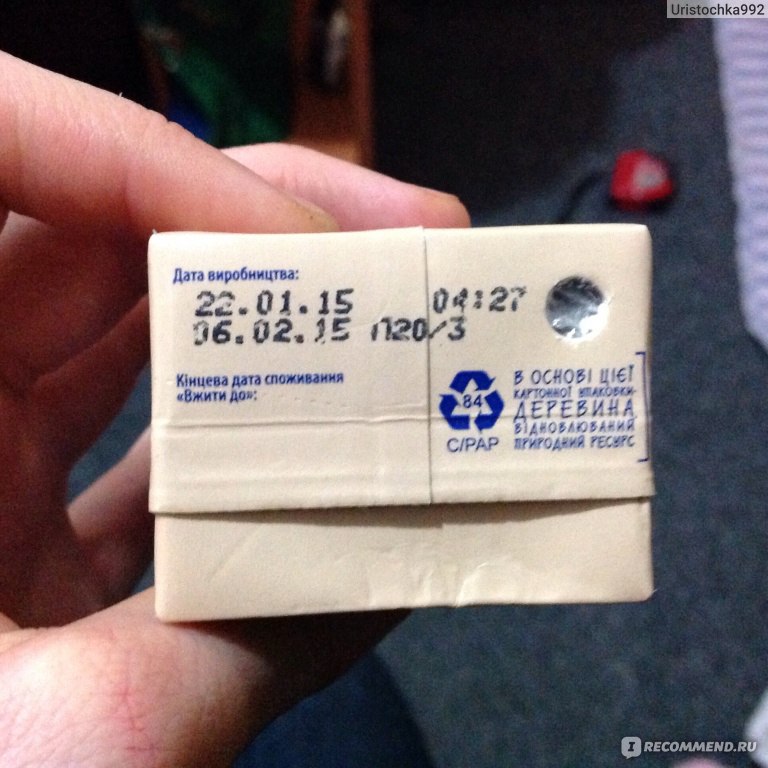 Uristochka992
Дата виробництва:
22.01.15 04:27
06.02.15 П20/3
Кінцева дата споживання
«Вжити до»:
84
C/PAP
В ОСНОВІ ЦІЄЇ
КАРТОННОЇ УПАКОВКИ-
ДЕРЕВИНА
ВІДНОВЛЮВАНИЙ
ПРИРОДНИЙ РЕСУРС
I RECOMMEND.RU